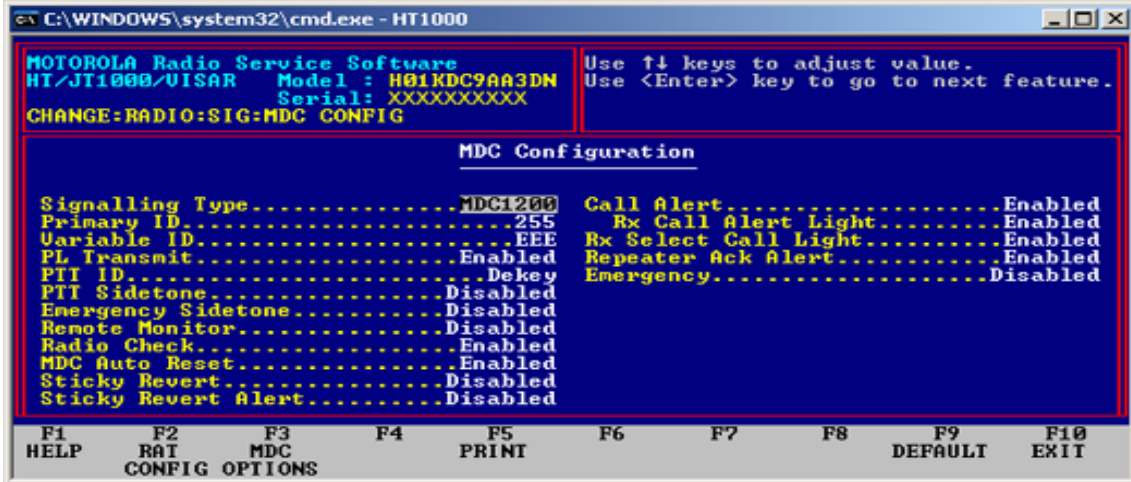 C:\WINDOWS\system32\cmd.exe - HT1000
MOTOROLA Radio Service Software
HT/JT1000/VISAR Model : H01KDC9AA3DN
Serial: XXXXXXXXXX
CHANGE:RADIO:SIG:MDC CONFIG
Use ↑↓ keys to adjust value.
Use <Enter> key to go to next feature.
MDC Configuration
Signalling Type................MDC1200
Primary ID.........................255
Variable ID........................EEE
PL Transmit....................Enabled
PTT ID...........................Dekey
PTT Sidetone..................Disabled
Emergency Sidetone............Disabled
Remote Monitor................Disabled
Radio Check....................Enabled
MDC Auto Reset.................Enabled
Sticky Revert.................Disabled
Sticky Revert Alert...........Disabled
Call Alert.....................Enabled
Rx Call Alert Light..........Enabled
Rx Select Call Light...........Enabled
Repeater Ack Alert.............Enabled
Emergency.....................Disabled
F1 F2 F3 F4 F5 F6 F7 F8 F9 F10
HELP RAT MDC PRINT DEFAULT EXIT
CONFIG OPTIONS